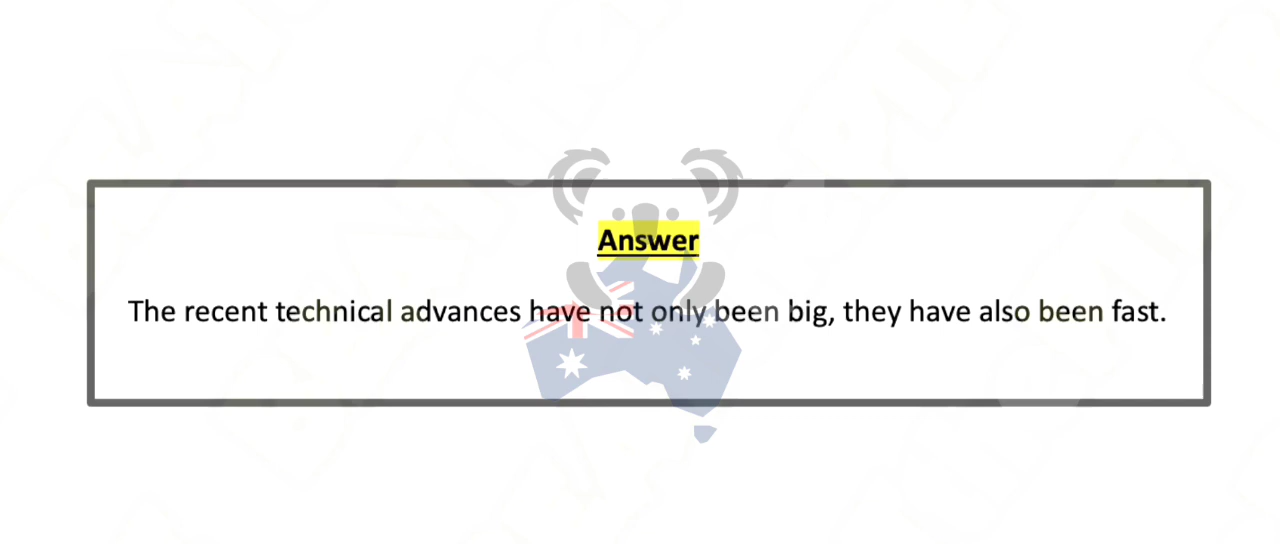 Answer
The recent technical advances have not only been big, they have also been fast.